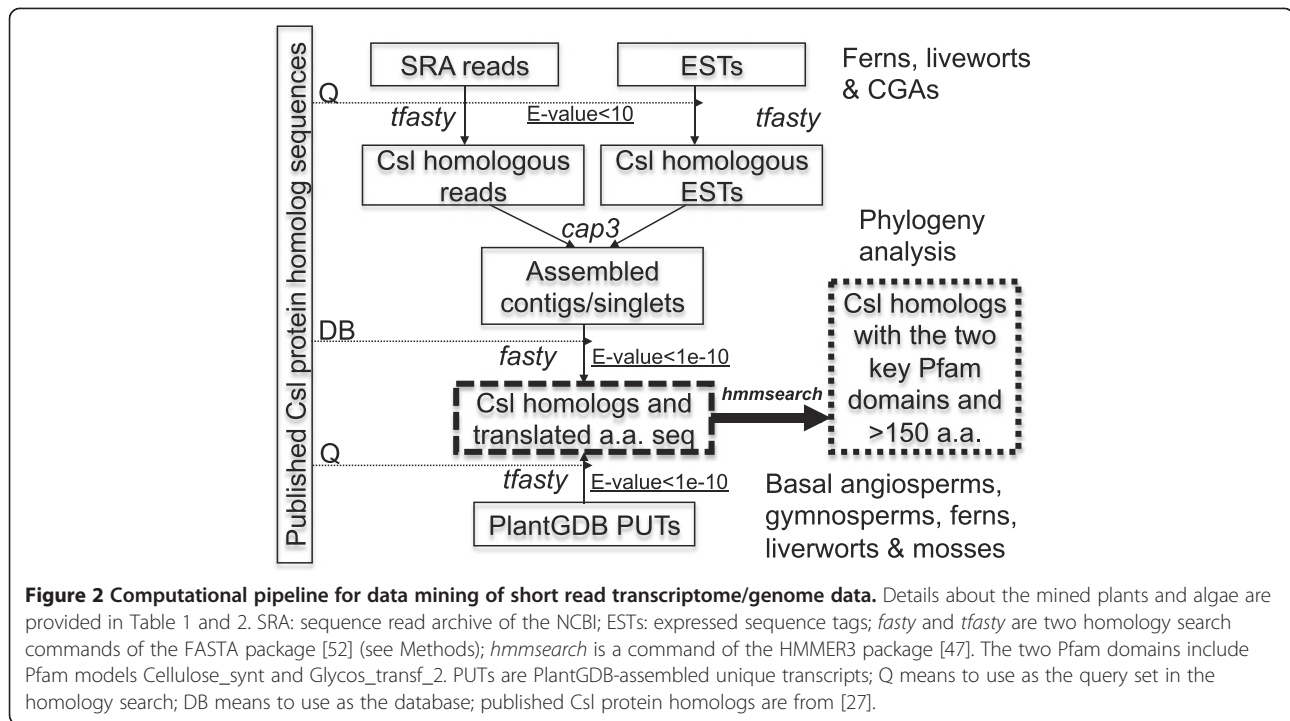 Published Csl protein homolog sequences
SRA reads
ESTs
Ferns, liveworts
& CGAs
Q
tfasty
E-value<10
tfasty
Csl homologous
reads
Csl homologous
ESTs
cap3
Phylogeny
analysis
Assembled
contigs/singlets
Csl homologs
with the two
key Pfam
domains and
>150 a.a.
DB
fasty
E-value<1e-10
hmmsearch
Csl homologs and
translated a.a. seq
Q
tfasty
E-value<1e-10
PlantGDB PUTs
Basal angiosperms,
gymnosperms, ferns,
liverworts & mosses
Figure 2 Computational pipeline for data mining of short read transcriptome/genome data. Details about the mined plants and algae are
provided in Table 1 and 2. SRA: sequence read archive of the NCBI; ESTs: expressed sequence tags; fasty and tfasty are two homology search
commands of the FASTA package [52] (see Methods); hmmsearch is a command of the HMMER3 package [47]. The two Pfam domains include
Pfam models Cellulose_synt and Glycos_transf_2. PUTs are PlantGDB-assembled unique transcripts; Q means to use as the query set in the
homology search; DB means to use as the database; published Csl protein homologs are from [27].